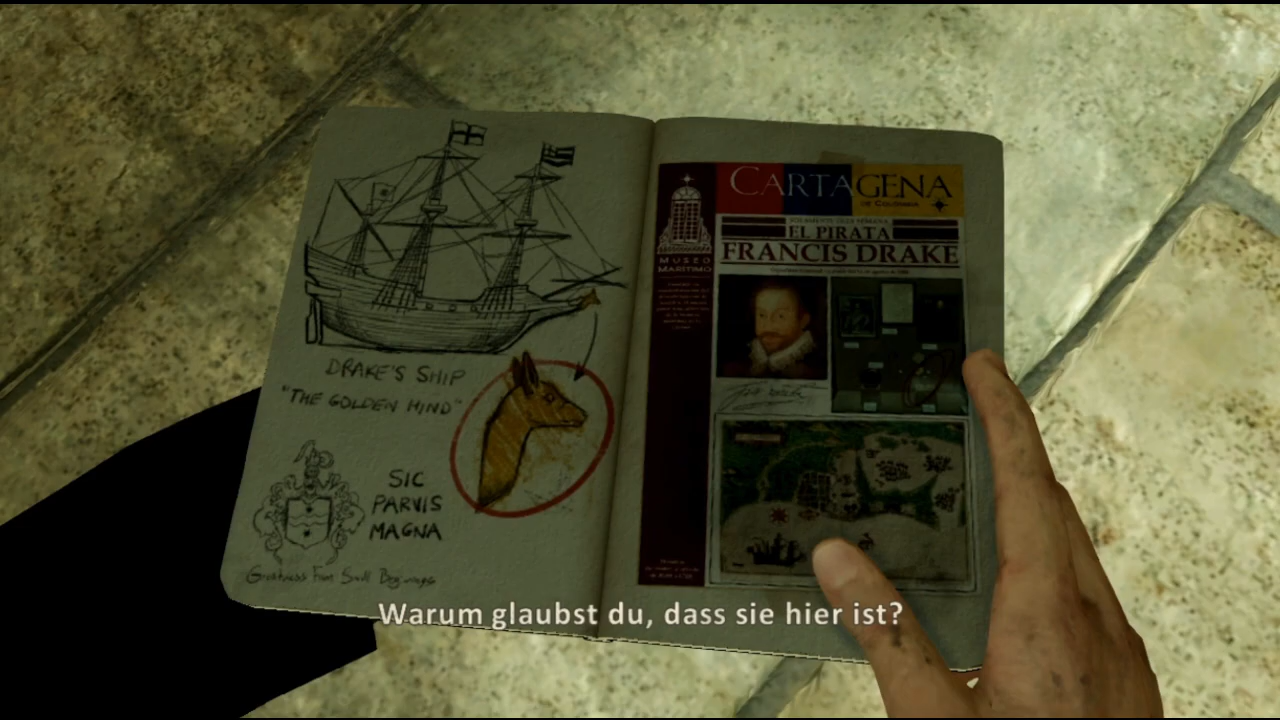 DRAKE'S SHIP
"THE GOLDEN HIND"
SIC
PARVIS
MAGNA
Greatness From Small Beginnings
CARTAGENA
DE COLOMBIA
MUSEO
MARITIMO
EL PIRATA
FRANCIS DRAKE
Warum glaubst du, dass sie hier ist?